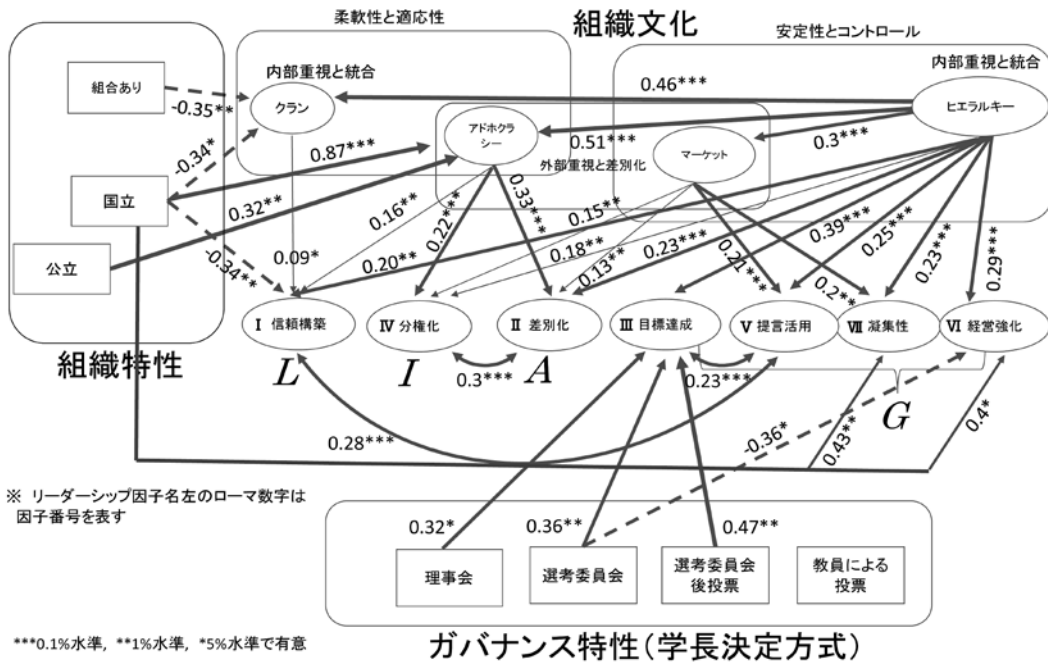 柔軟性と適応性
組織文化
安定性とコントロール
内部重視と統合
内部重視と統合
組合あり
-0.35**
クラン
0.46***
ヒエラルキー
アドホクラ
シー
0.51***
0.3***
-0.34*
0.87***
外部重視と差別化
マーケット
国立
0.32**
0.16**
0.22***
0.33***
0.15**
0.39***
0.25***
公立
-0.34**
0.09*
0.20**
0.18**
0.13**
0.23***
0.21***
0.2**
0.23***
0.29***
Ⅰ 信頼構築
Ⅳ 分権化
Ⅱ 差別化
Ⅲ 目標達成
Ⅴ 提言活用
Ⅶ 凝集性
Ⅵ 経営強化
組織特性
L
I
A
0.3***
0.23***
G
0.28***
-0.36*
0.43**
0.4*
※ リーダーシップ因子名左のローマ数字は
因子番号を表す
0.32*
0.36**
0.47**
理事会
選考委員会
選考委員会
後投票
教員による
投票
***0.1%水準, **1%水準, *5%水準で有意
ガバナンス特性(学長決定方式)